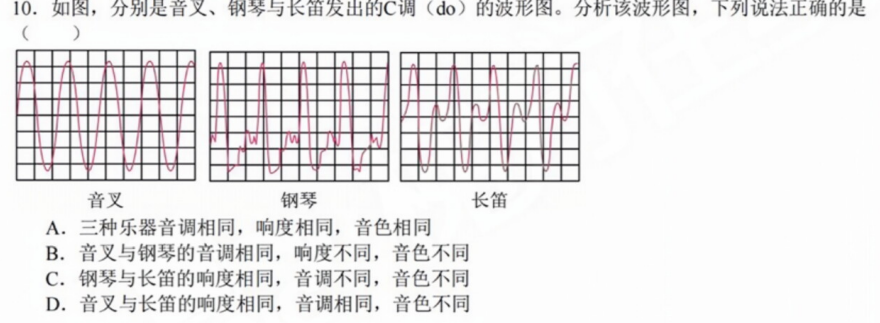 10. 如图，分别是音叉、钢琴与长笛发出的C调（do）的波形图。分析该波形图，下列说法正确的是
（ ）
音叉 钢琴 长笛
A．三种乐器音调相同，响度相同，音色相同
B．音叉与钢琴的音调相同，响度不同，音色不同
C．钢琴与长笛的响度相同，音调不同，音色不同
D．音叉与长笛的响度相同，音调相同，音色不同